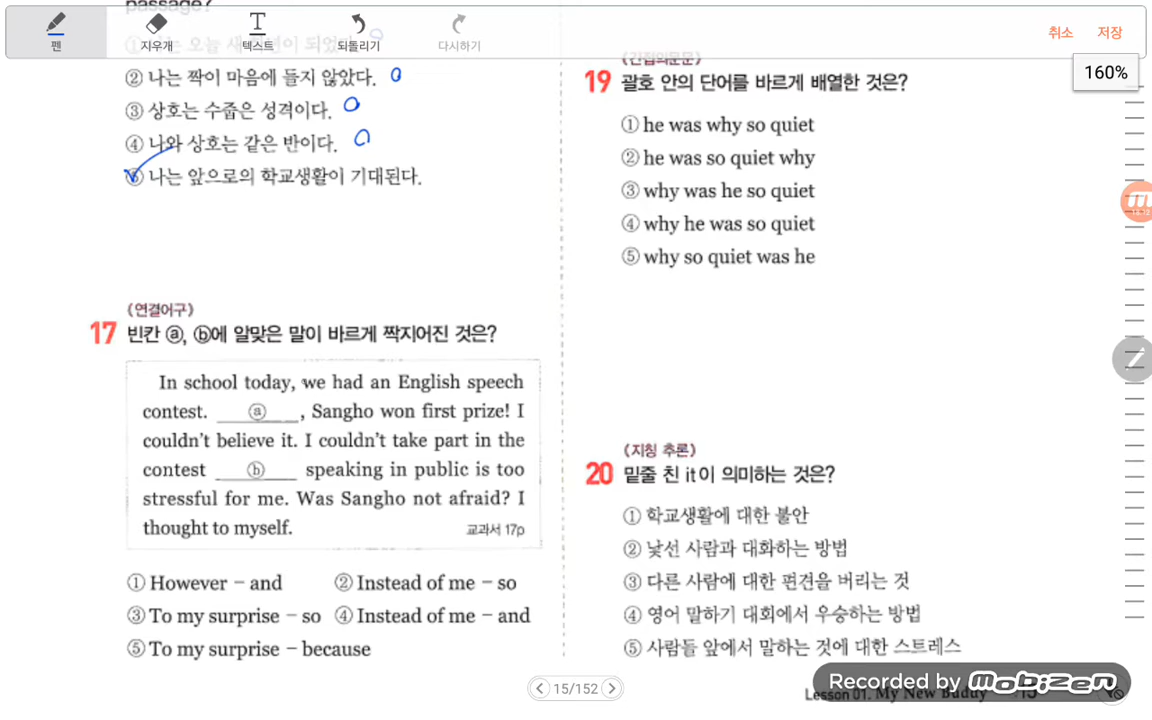 passage?
펜
지우개
텍스트
되돌리기
다시하기
취소
저장
160%
② 나는 짝이 마음에 들지 않았다.
③ 상호는 수줍은 성격이다.
④ 나와 상호는 같은 반이다.
⑤ 나는 앞으로의 학교생활이 기대된다.
《연결어구》
17 빈칸 ⓐ, ⓑ에 알맞은 말이 바르게 짝지어진 것은?
In school today, we had an English speech
contest. ⓐ , Sangho won first prize! I
couldn't believe it. I couldn't take part in the
contest ⓑ speaking in public is too
stressful for me. Was Sangho not afraid? I
thought to myself. 교과서 17p
① However – and ② Instead of me – so
③ To my surprise – so ④ Instead of me – and
⑤ To my surprise – because
《간접의문문》
19 괄호 안의 단어를 바르게 배열한 것은?
① he was why so quiet
② he was so quiet why
③ why was he so quiet
④ why he was so quiet
⑤ why so quiet was he
《지칭 추론》
20 밑줄 친 it이 의미하는 것은?
① 학교생활에 대한 불안
② 낯선 사람과 대화하는 방법
③ 다른 사람에 대한 편견을 버리는 것
④ 영어 말하기 대회에서 우승하는 방법
⑤ 사람들 앞에서 말하는 것에 대한 스트레스
15/152
Recorded by mobizen
Lesson 01. My New Buddy